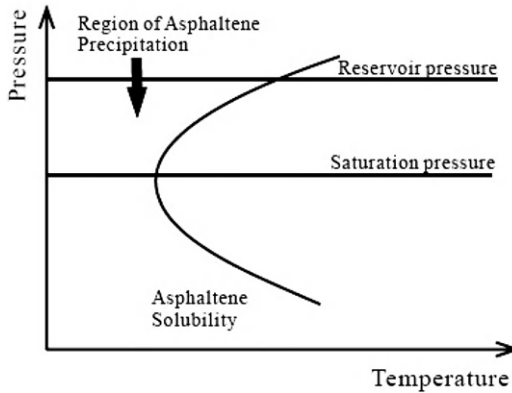 Pressure
Region of Asphaltene
Precipitation
Reservoir pressure
Saturation pressure
Asphaltene
Solubility
Temperature